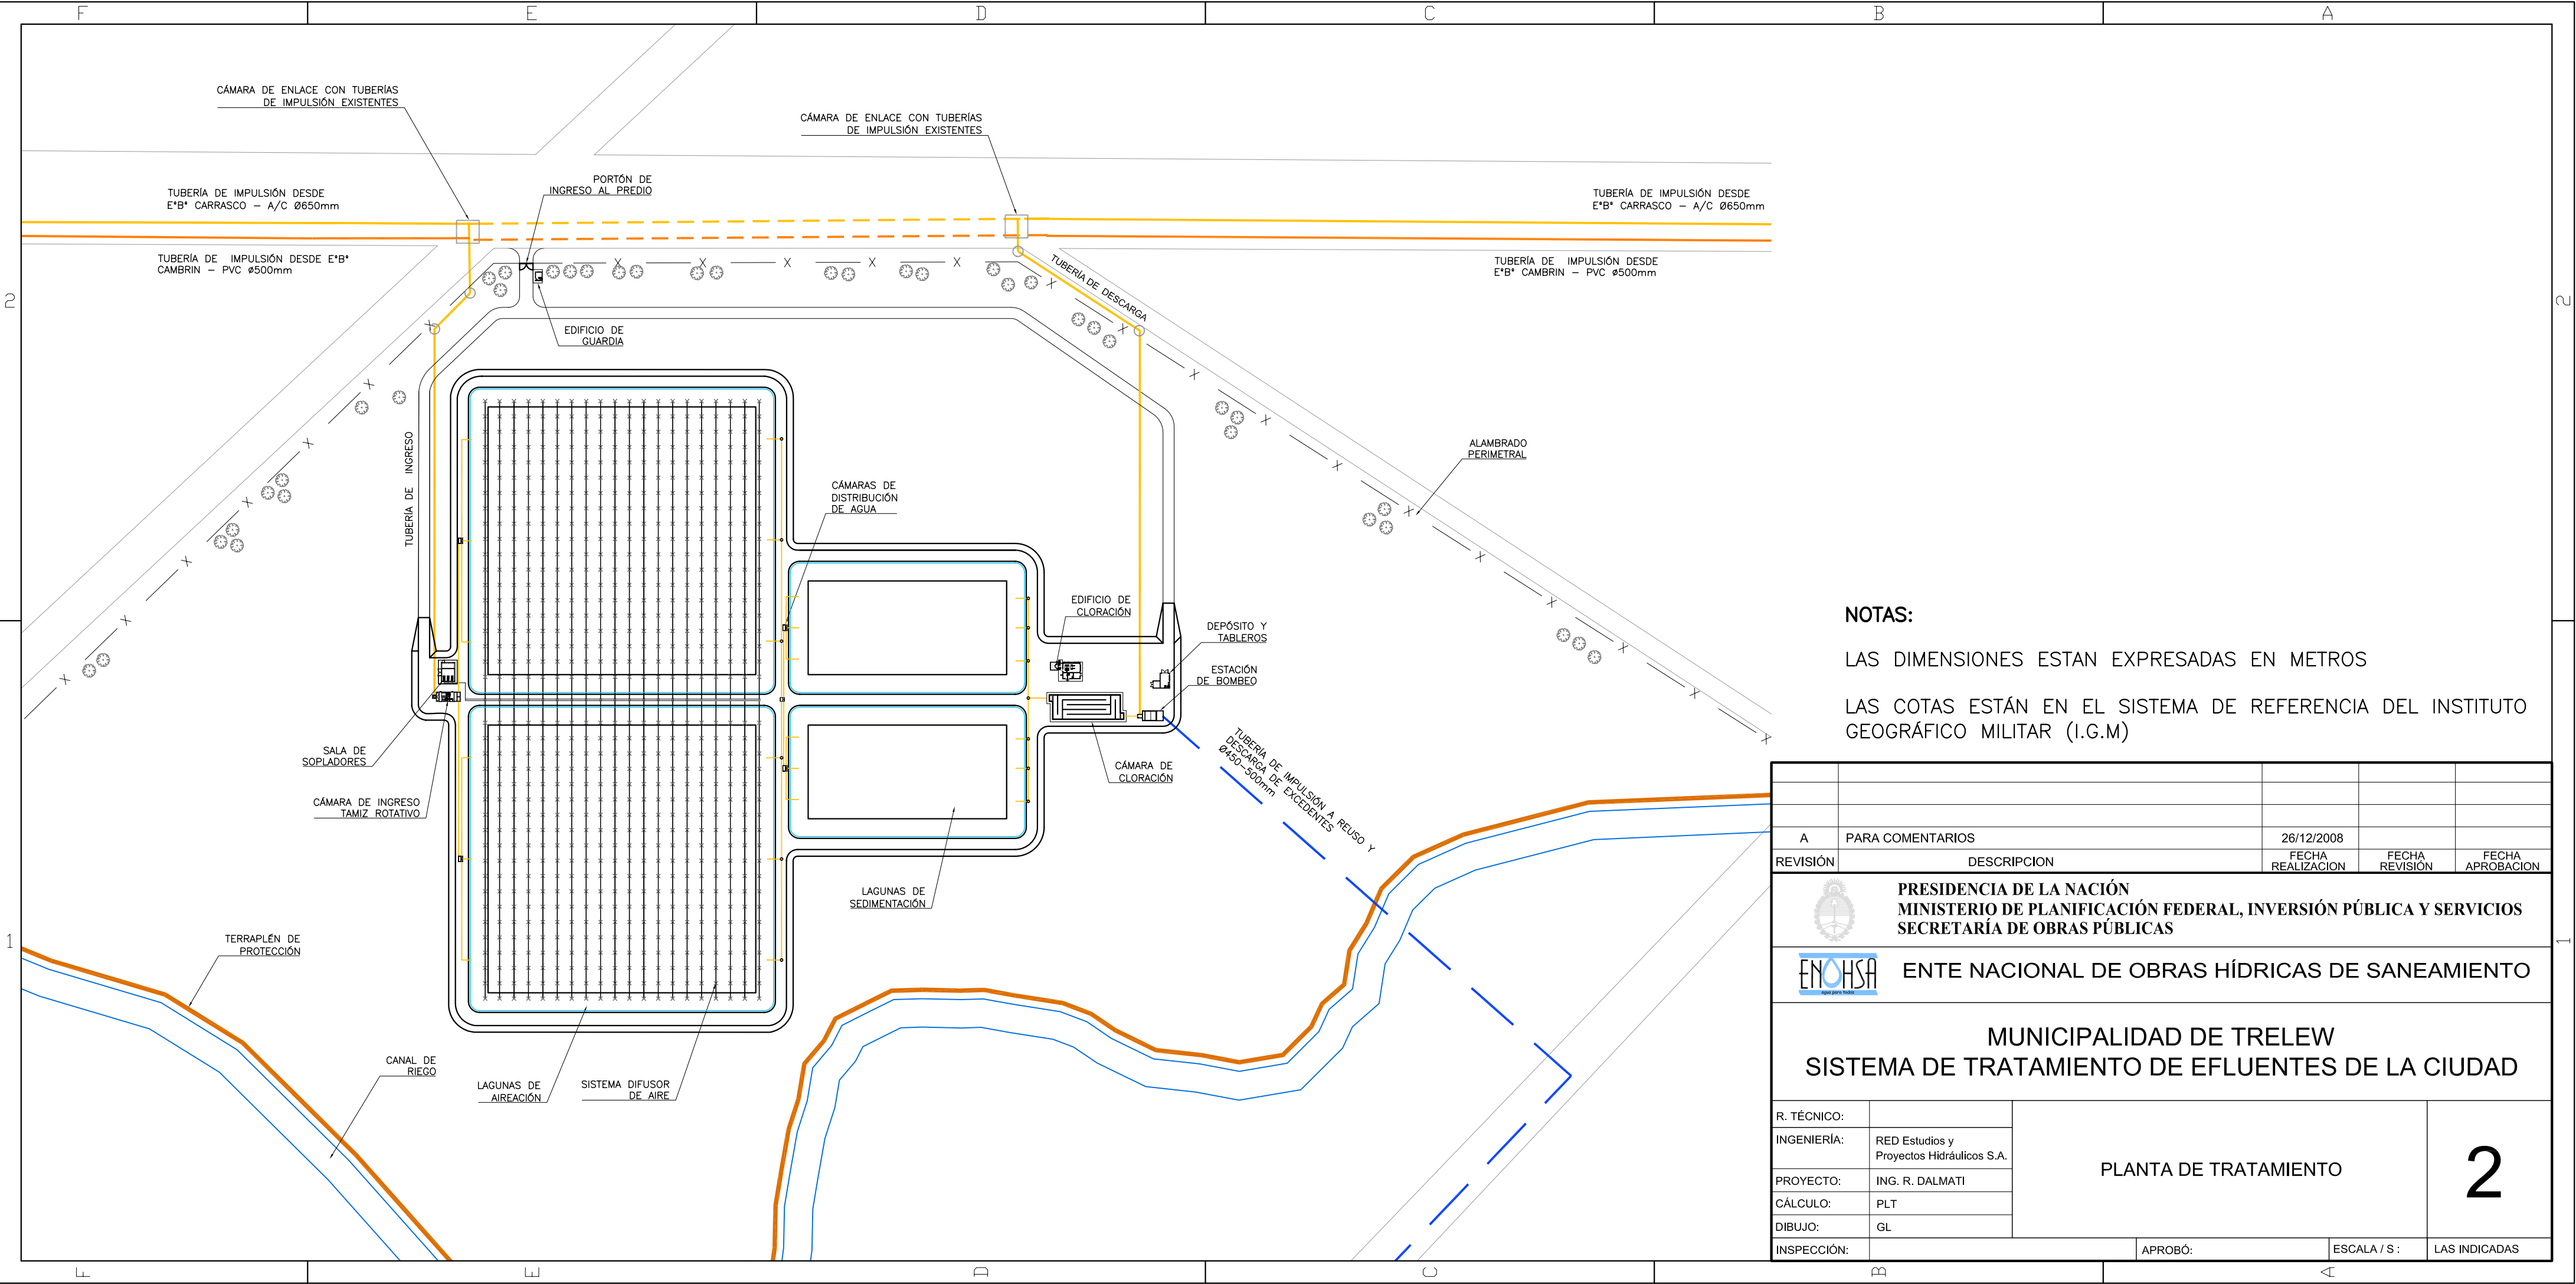 F E D C B A
CÁMARA DE ENLACE CON TUBERÍAS
DE IMPULSIÓN EXISTENTES
CÁMARA DE ENLACE CON TUBERÍAS
DE IMPULSIÓN EXISTENTES
PORTÓN DE
INGRESO AL PREDIO
TUBERÍA DE IMPULSIÓN DESDE
E°B° CARRASCO - A/C Ø650mm
TUBERÍA DE IMPULSIÓN DESDE
E°B° CARRASCO - A/C Ø650mm
TUBERÍA DE IMPULSIÓN DESDE E°B°
CAMBRIN - PVC Ø500mm
TUBERÍA DE IMPULSIÓN DESDE
E°B° CAMBRIN - PVC Ø500mm
TUBERÍA DE DESCARGA
2
2
EDIFICIO DE
GUARDIA
TUBERÍA DE INGRESO
ALAMBRADO
PERIMETRAL
CÁMARAS DE
DISTRIBUCIÓN
DE AGUA
EDIFICIO DE
CLORACIÓN
DEPÓSITO Y
TABLEROS
ESTACIÓN
DE BOMBEO
SALA DE
SOPLADORES
CÁMARA DE INGRESO
TAMIZ ROTATIVO
CÁMARA DE
CLORACIÓN
TUBERÍA DE IMPULSIÓN A REUSO Y
DESCARGA DE EXCEDENTES
Ø450-500mm
LAGUNAS DE
SEDIMENTACIÓN
TERRAPLÉN DE
PROTECCIÓN
1
1
CANAL DE
RIEGO
LAGUNAS DE
AIREACIÓN
SISTEMA DIFUSOR
DE AIRE
NOTAS:
LAS DIMENSIONES ESTAN EXPRESADAS EN METROS
LAS COTAS ESTÁN EN EL SISTEMA DE REFERENCIA DEL INSTITUTO
GEOGRÁFICO MILITAR (I.G.M)
A PARA COMENTARIOS 26/12/2008
REVISIÓN DESCRIPCION FECHA REALIZACION FECHA REVISIÓN FECHA APROBACION
PRESIDENCIA DE LA NACIÓN
MINISTERIO DE PLANIFICACIÓN FEDERAL, INVERSIÓN PÚBLICA Y SERVICIOS
SECRETARÍA DE OBRAS PÚBLICAS
ENOHSA
agua para todos
ENTE NACIONAL DE OBRAS HÍDRICAS DE SANEAMIENTO
MUNICIPALIDAD DE TRELEW
SISTEMA DE TRATAMIENTO DE EFLUENTES DE LA CIUDAD
R. TÉCNICO:
INGENIERÍA: RED Estudios y
Proyectos Hidráulicos S.A.
PROYECTO: ING. R. DALMATI
CÁLCULO: PLT
DIBUJO: GL
PLANTA DE TRATAMIENTO
2
INSPECCIÓN: APROBÓ: ESCALA / S : LAS INDICADAS
F E D C B A